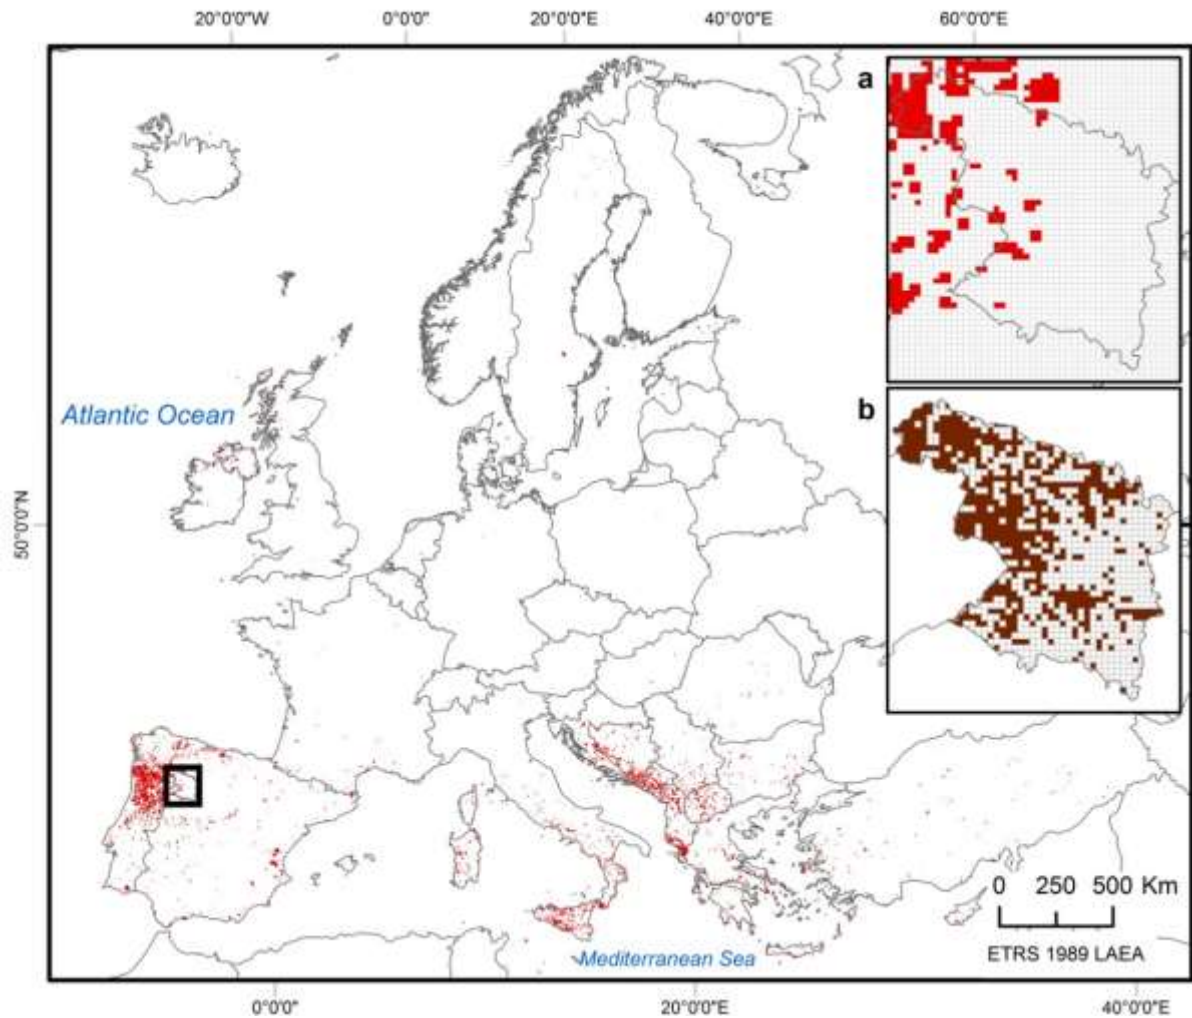 20°0'0"W 0°0'0" 20°0'0"E 40°0'0"E 60°0'0"E
a
b
Atlantic Ocean
50°0'0"N
0 250 500 Km
ETRS 1989 LAEA
Mediterranean Sea
0°0'0" 20°0'0"E 40°0'0"E